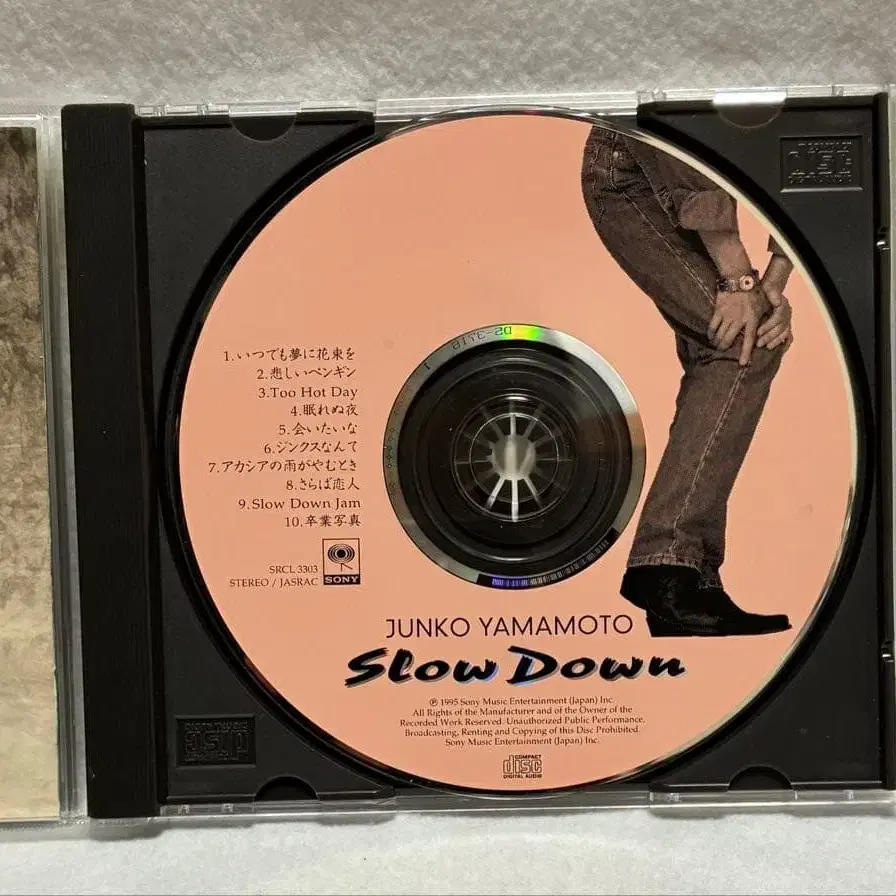 1.いつでも夢に花束を
2.悲しいペンギン
3.Too Hot Day
4.眠れぬ夜
5.会いたいな
6.ジンクスなんて
7.アカシアの雨がやむとき
8.さらば恋人
9.Slow Down Jam
10.卒業写真
SRCL 3303
STEREO / JASRAC
SONY
JUNKO YAMAMOTO
Slow Down
℗ 1995 Sony Music Entertainment (Japan) Inc.
All Rights of the Manufacturer and of the Owner of the
Recorded Work Reserved. Unauthorized Public Performance,
Broadcasting, Renting and Copying of this Disc Prohibited.
Sony Music Entertainment (Japan) Inc.
COMPACT
disc
DIGITAL AUDIO